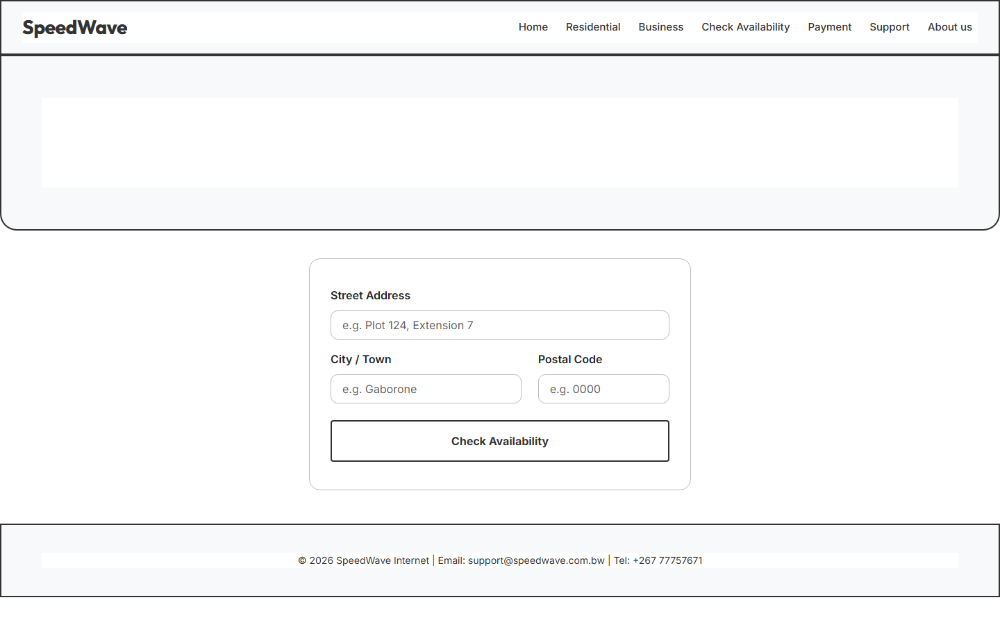 SpeedWave
Home Residential Business Check Availability Payment Support About us
Street Address
e.g. Plot 124, Extension 7
City / Town Postal Code
e.g. Gaborone e.g. 0000
Check Availability
© 2026 SpeedWave Internet | Email: support@speedwave.com.bw | Tel: +267 77757671